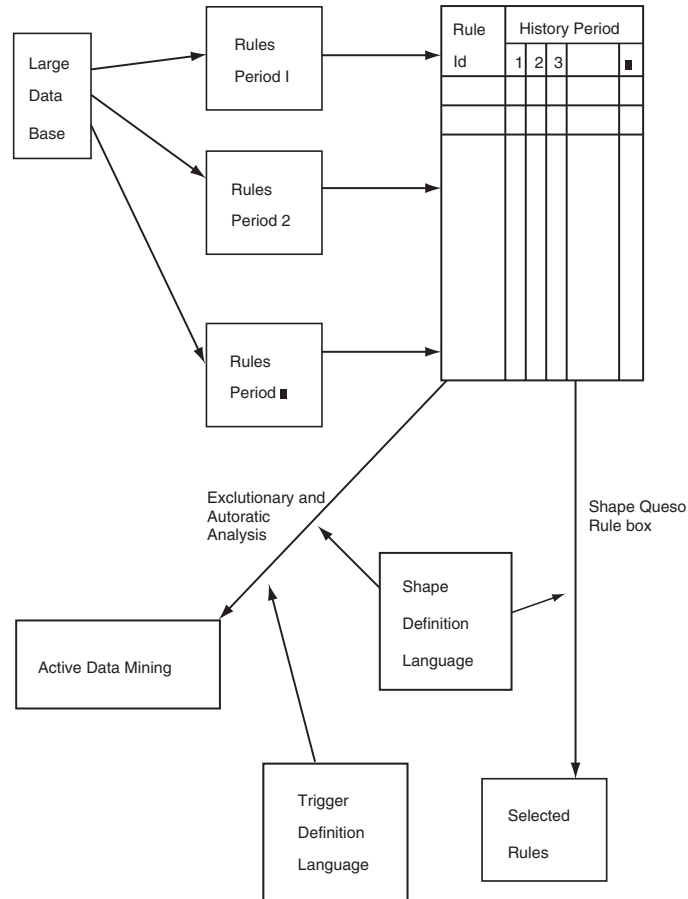 Large
Data
Base
Rules
Period I
Rules
Period 2
Rules
Period ■
Rule
Id
History Period
1 2 3 ■
Exclutionary and
Autoratic
Analysis
Shape Queso
Rule box
Shape
Definition
Language
Active Data Mining
Trigger
Definition
Language
Selected
Rules